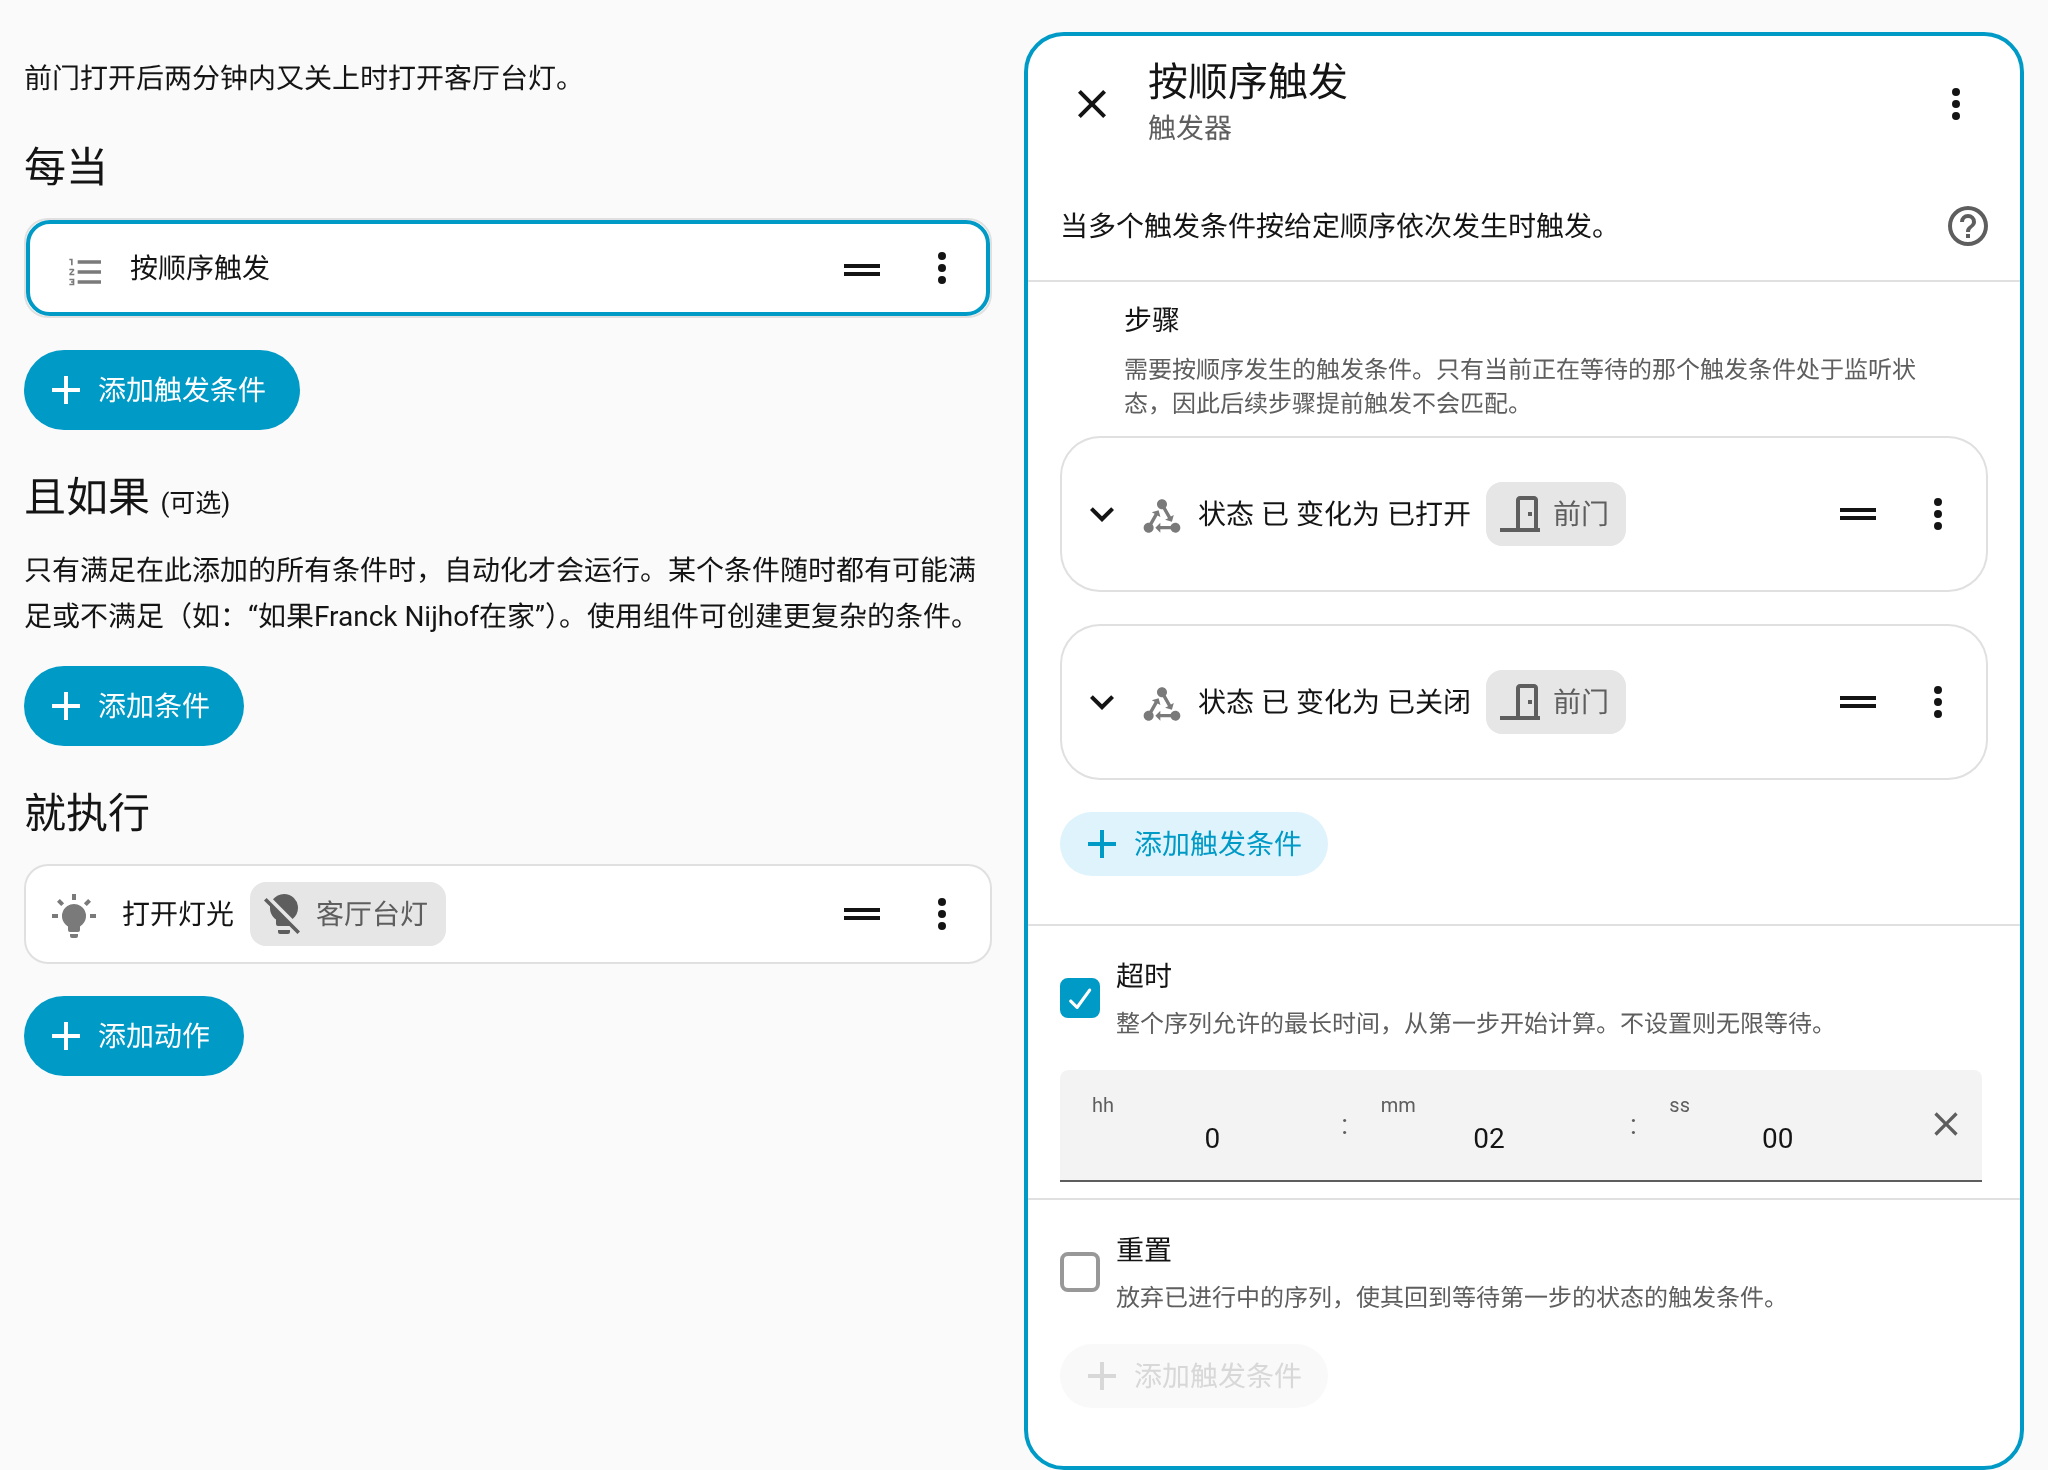 前门打开后两分钟内又关上时打开客厅台灯。
每当
按顺序触发
添加触发条件
且如果 (可选)
只有满足在此添加的所有条件时，自动化才会运行。某个条件随时都有可能满
足或不满足（如：“如果Franck Nijhof在家”）。使用组件可创建更复杂的条件。
添加条件
就执行
打开灯光 客厅台灯
添加动作
按顺序触发
触发器
当多个触发条件按给定顺序依次发生时触发。
步骤
需要按顺序发生的触发条件。只有当前正在等待的那个触发条件处于监听状
态，因此后续步骤提前触发不会匹配。
状态 已 变化为 已打开 前门
状态 已 变化为 已关闭 前门
添加触发条件
超时
整个序列允许的最长时间，从第一步开始计算。不设置则无限等待。
hh : mm : ss
0 02 00
重置
放弃已进行中的序列，使其回到等待第一步的状态的触发条件。
添加触发条件